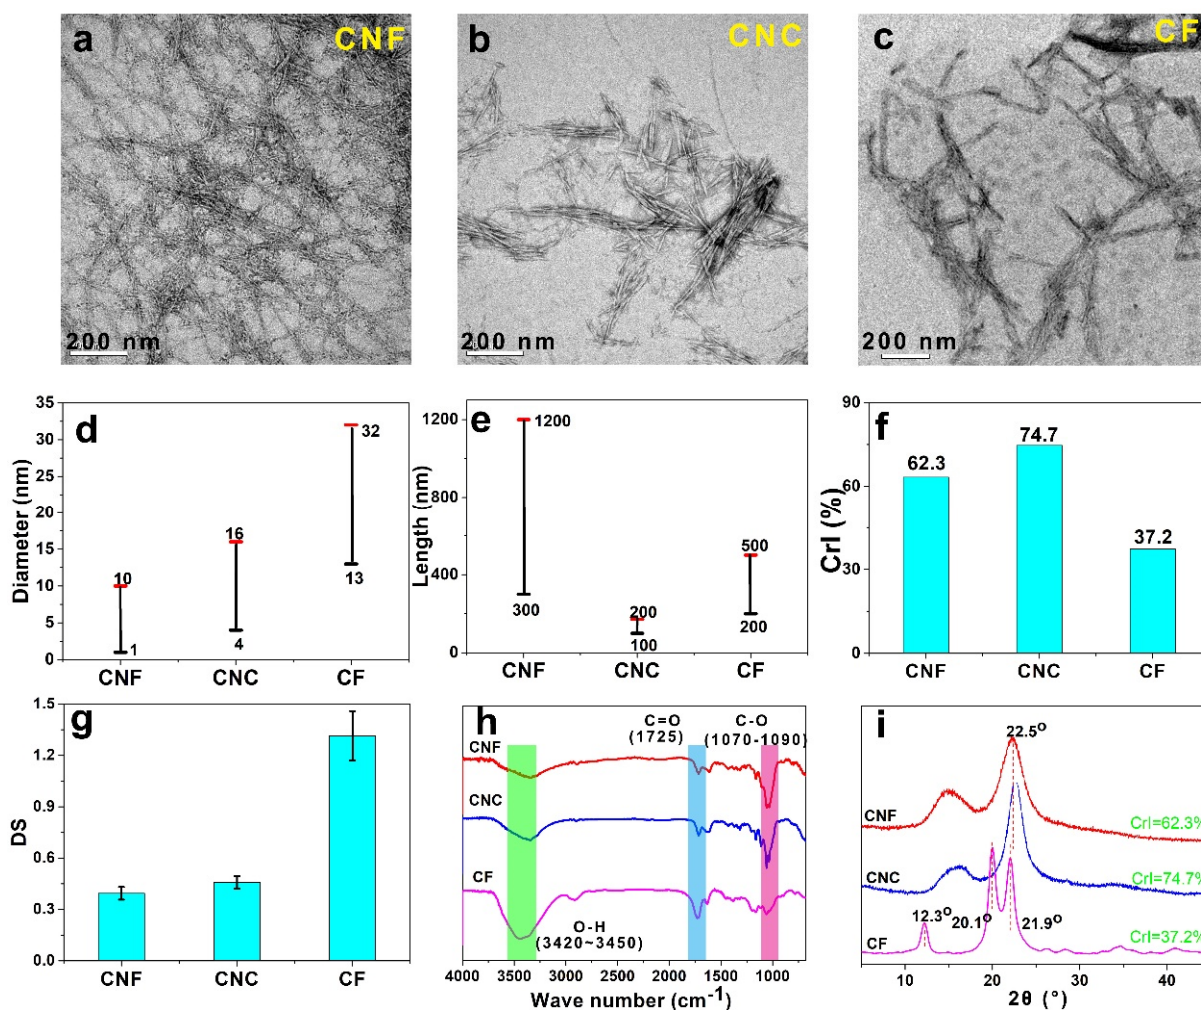 a
CNF
200 nm
b
CNC
200 nm
c
CF
200 nm
d
Diameter (nm)
35
30
25
20
15
10
5
0
10
1
16
4
32
13
CNF
CNC
CF
e
Length (nm)
1200
800
400
0
1200
300
200
100
500
200
CNF
CNC
CF
f
CrI (%)
90
60
30
0
62.3
74.7
37.2
CNF
CNC
CF
g
DS
1.5
1.2
0.9
0.6
0.3
0.0
CNF
CNC
CF
h
C=O
(1725)
C-O
(1070-1090)
CNF
CNC
CF
O-H
(3420~3450)
4000
3500
3000
2500
2000
1500
1000
Wave number (cm⁻¹)
i
22.5°
CNF
CrI=62.3%
CNC
CrI=74.7%
12.3°
20.1°
21.9°
CF
CrI=37.2%
10
20
30
40
2θ (°)